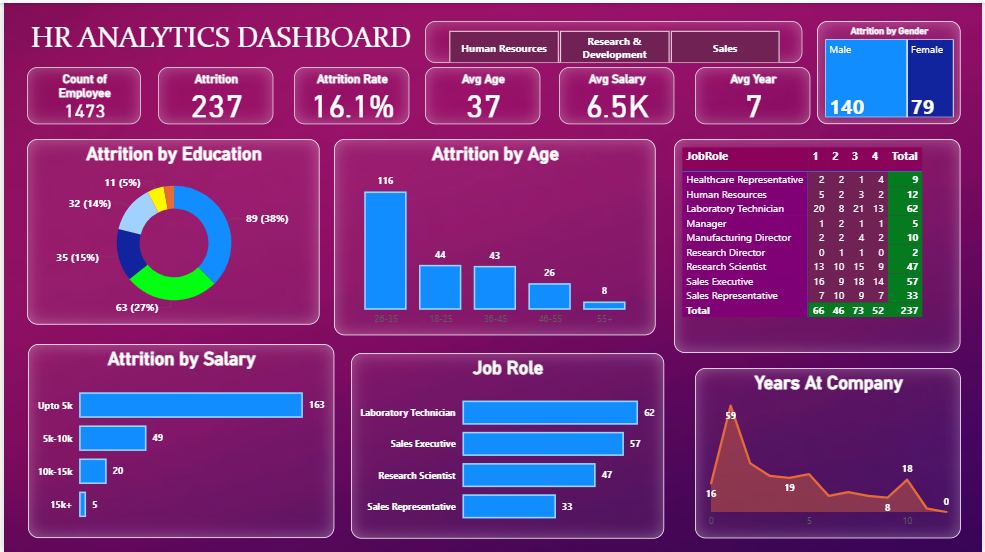 HR ANALYTICS DASHBOARD
Human Resources
Research &
Development
Sales
Attrition by Gender
Male
Female
140
79
Count of
Employee
1473
Attrition
237
Attrition Rate
16.1%
Avg Age
37
Avg Salary
6.5K
Avg Year
7
Attrition by Education
11 (5%)
32 (14%)
89 (38%)
35 (15%)
63 (27%)
Attrition by Age
116
44
43
26
8
26-35
18-25
36-45
46-55
55+
JobRole 1 2 3 4 Total
Healthcare Representative 2 2 1 4 9
Human Resources 5 2 3 2 12
Laboratory Technician 20 8 21 13 62
Manager 1 2 1 1 5
Manufacturing Director 2 2 4 2 10
Research Director 0 1 1 0 2
Research Scientist 13 10 15 9 47
Sales Executive 16 9 18 14 57
Sales Representative 7 10 9 7 33
Total 66 46 73 52 237
Attrition by Salary
Upto 5k 163
5k-10k 49
10k-15k 20
15k+ 5
Job Role
Laboratory Technician 62
Sales Executive 57
Research Scientist 47
Sales Representative 33
Years At Company
59
16
19
18
8
0
0 5 10